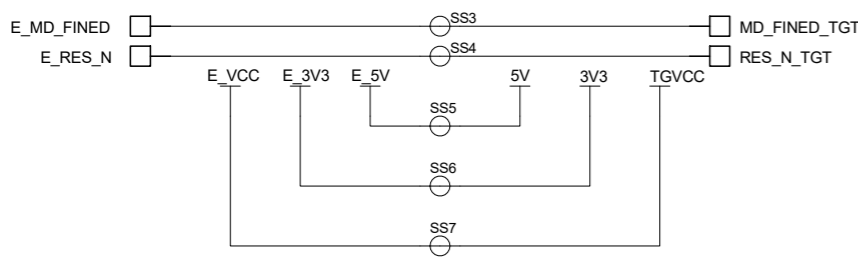 E_MD_FINED SS3 MD_FINED_TGT
E_RES_N SS4 RES_N_TGT
E_VCC E_3V3 E_5V 5V 3V3 TGVCC
SS5
SS6
SS7